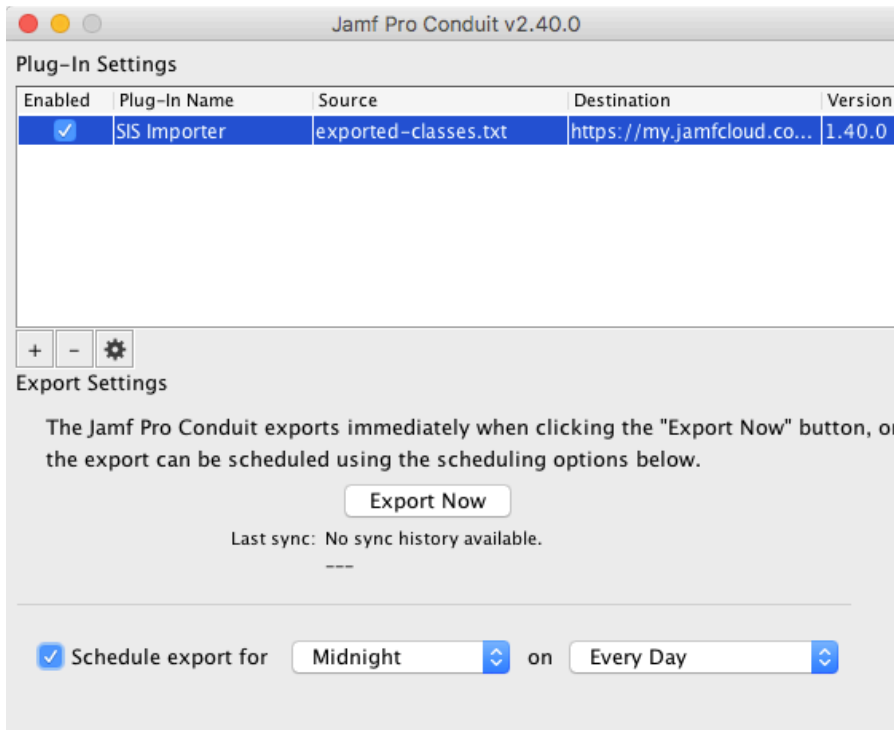 Jamf Pro Conduit v2.40.0
Plug-In Settings
Enabled Plug-In Name Source Destination Version
SIS Importer exported-classes.txt https://my.jamfcloud.co... 1.40.0
+ -
Export Settings
The Jamf Pro Conduit exports immediately when clicking the "Export Now" button, or
the export can be scheduled using the scheduling options below.
Export Now
Last sync: No sync history available.
---
Schedule export for Midnight on Every Day